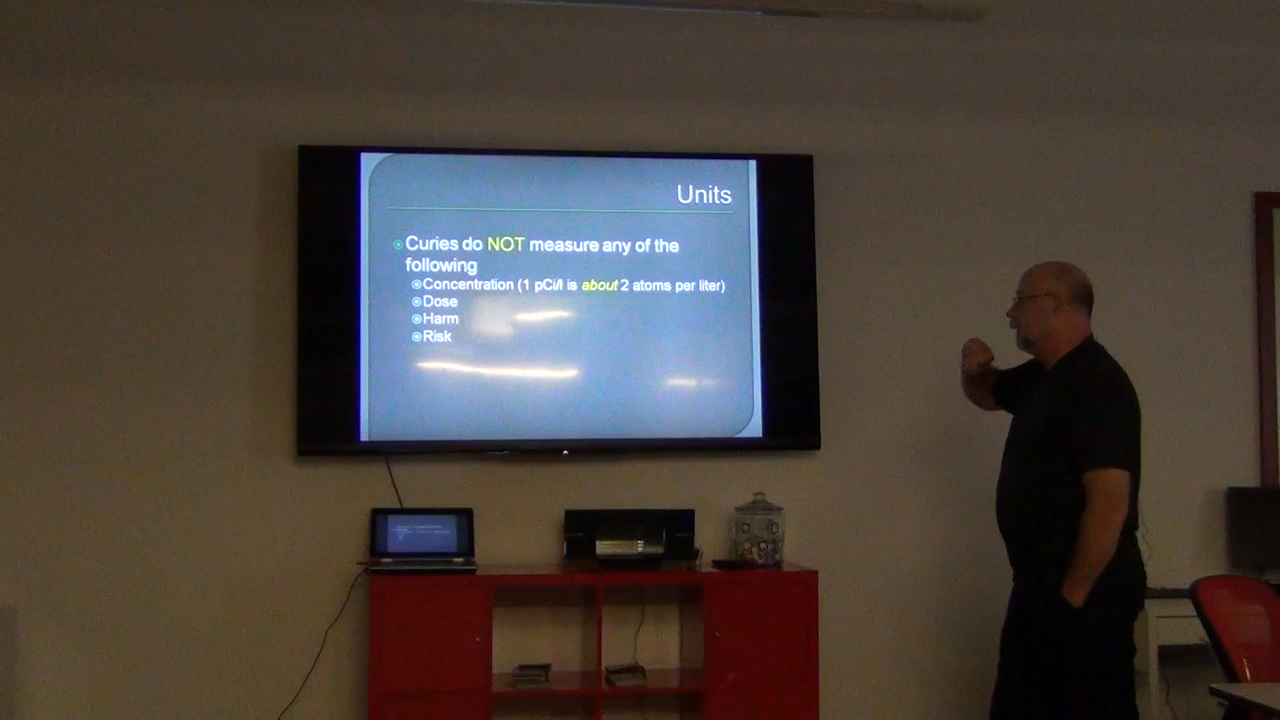 Units
Curies do NOT measure any of the
following
Concentration (1 pCi/l is about 2 atoms per liter)
Dose
Harm
Risk